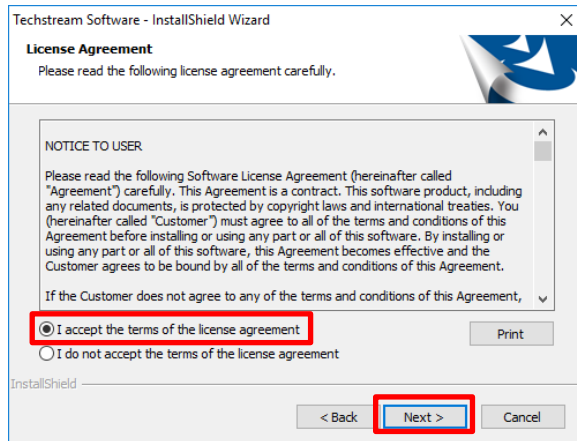 Techstream Software - InstallShield Wizard
License Agreement
Please read the following license agreement carefully.
NOTICE TO USER
Please read the following Software License Agreement (hereinafter called
"Agreement") carefully. This Agreement is a contract. This software product, including
any related documents, is protected by copyright laws and international treaties. You
(hereinafter called "Customer") must agree to all of the terms and conditions of this
Agreement before installing or using any part or all of this software. By installing or
using any part or all of this software, this Agreement becomes effective and the
Customer agrees to be bound by all of the terms and conditions of this Agreement.
If the Customer does not agree to any of the terms and conditions of this Agreement,
I accept the terms of the license agreement
Print
I do not accept the terms of the license agreement
InstallShield
< Back Next > Cancel